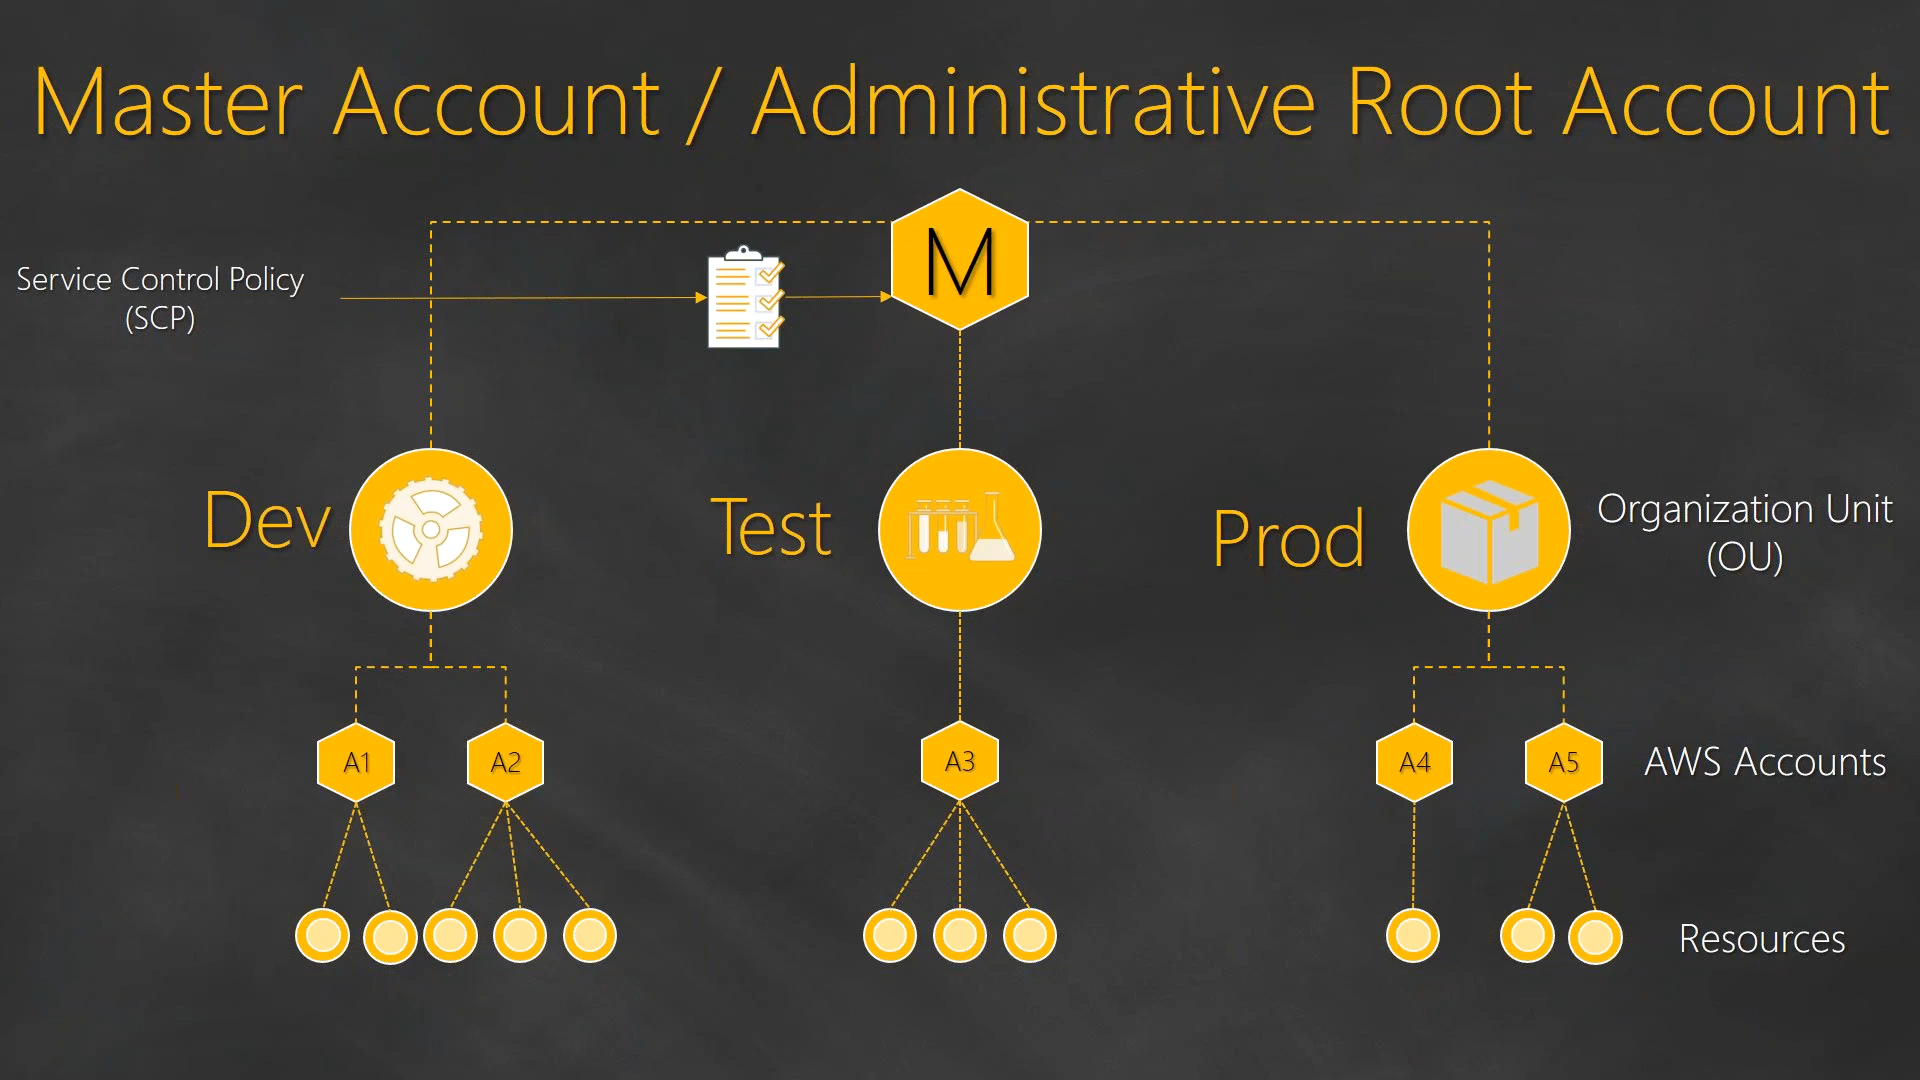 Master Account / Administrative Root Account
M
Service Control Policy
(SCP)
Dev
Test
Prod
Organization Unit
(OU)
A1
A2
A3
A4
A5
AWS Accounts
Resources